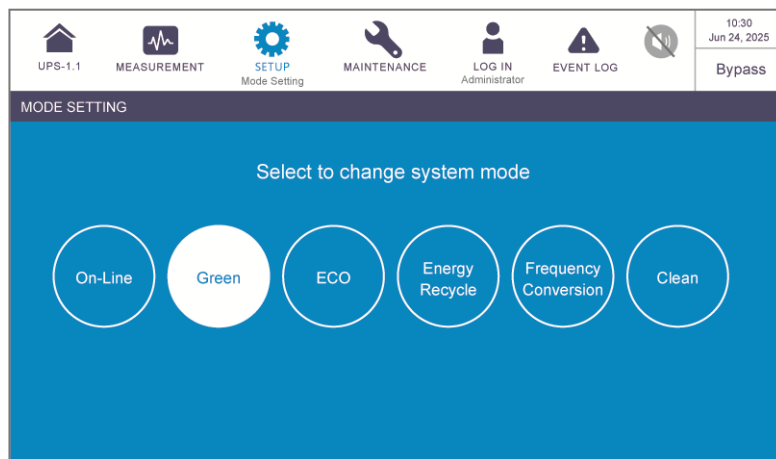 UPS-1.1
MEASUREMENT
SETUP
Mode Setting
MAINTENANCE
LOG IN
Administrator
EVENT LOG
10:30
Jun 24, 2025
Bypass
MODE SETTING
Select to change system mode
On-Line
Green
ECO
Energy
Recycle
Frequency
Conversion
Clean